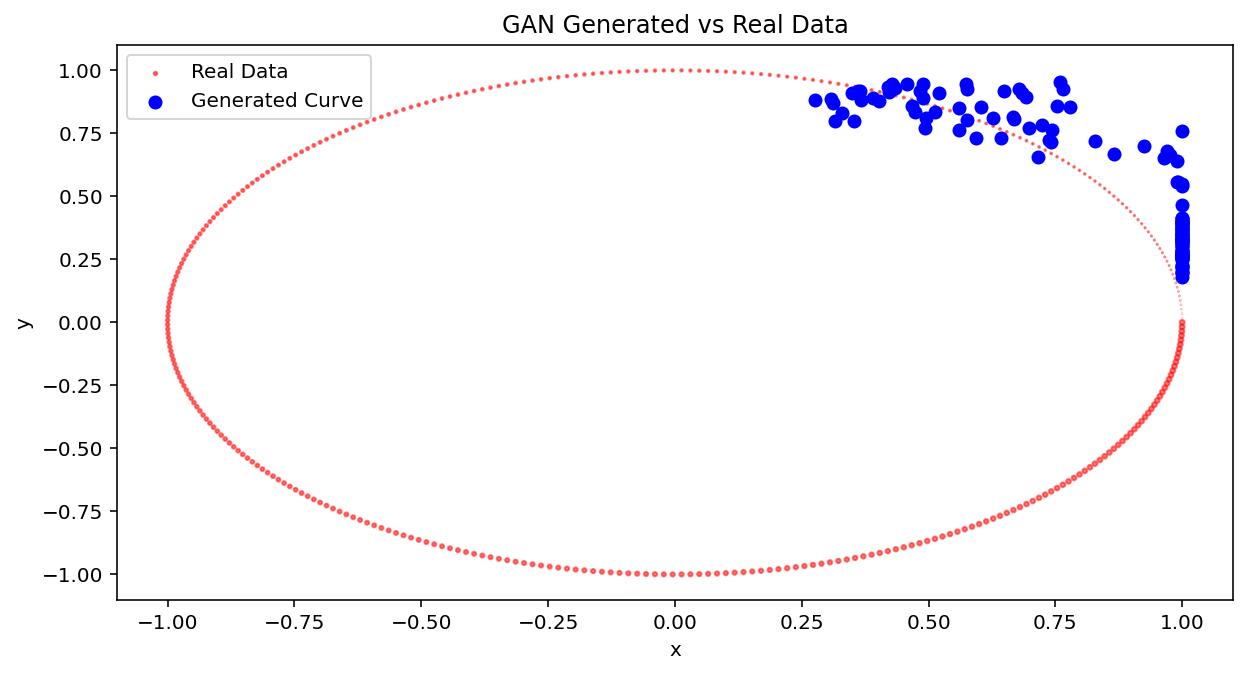 GAN Generated vs Real Data
Real Data
Generated Curve
1.00
0.75
0.50
0.25
0.00
−0.25
−0.50
−0.75
−1.00
y
−1.00 −0.75 −0.50 −0.25 0.00 0.25 0.50 0.75 1.00
x